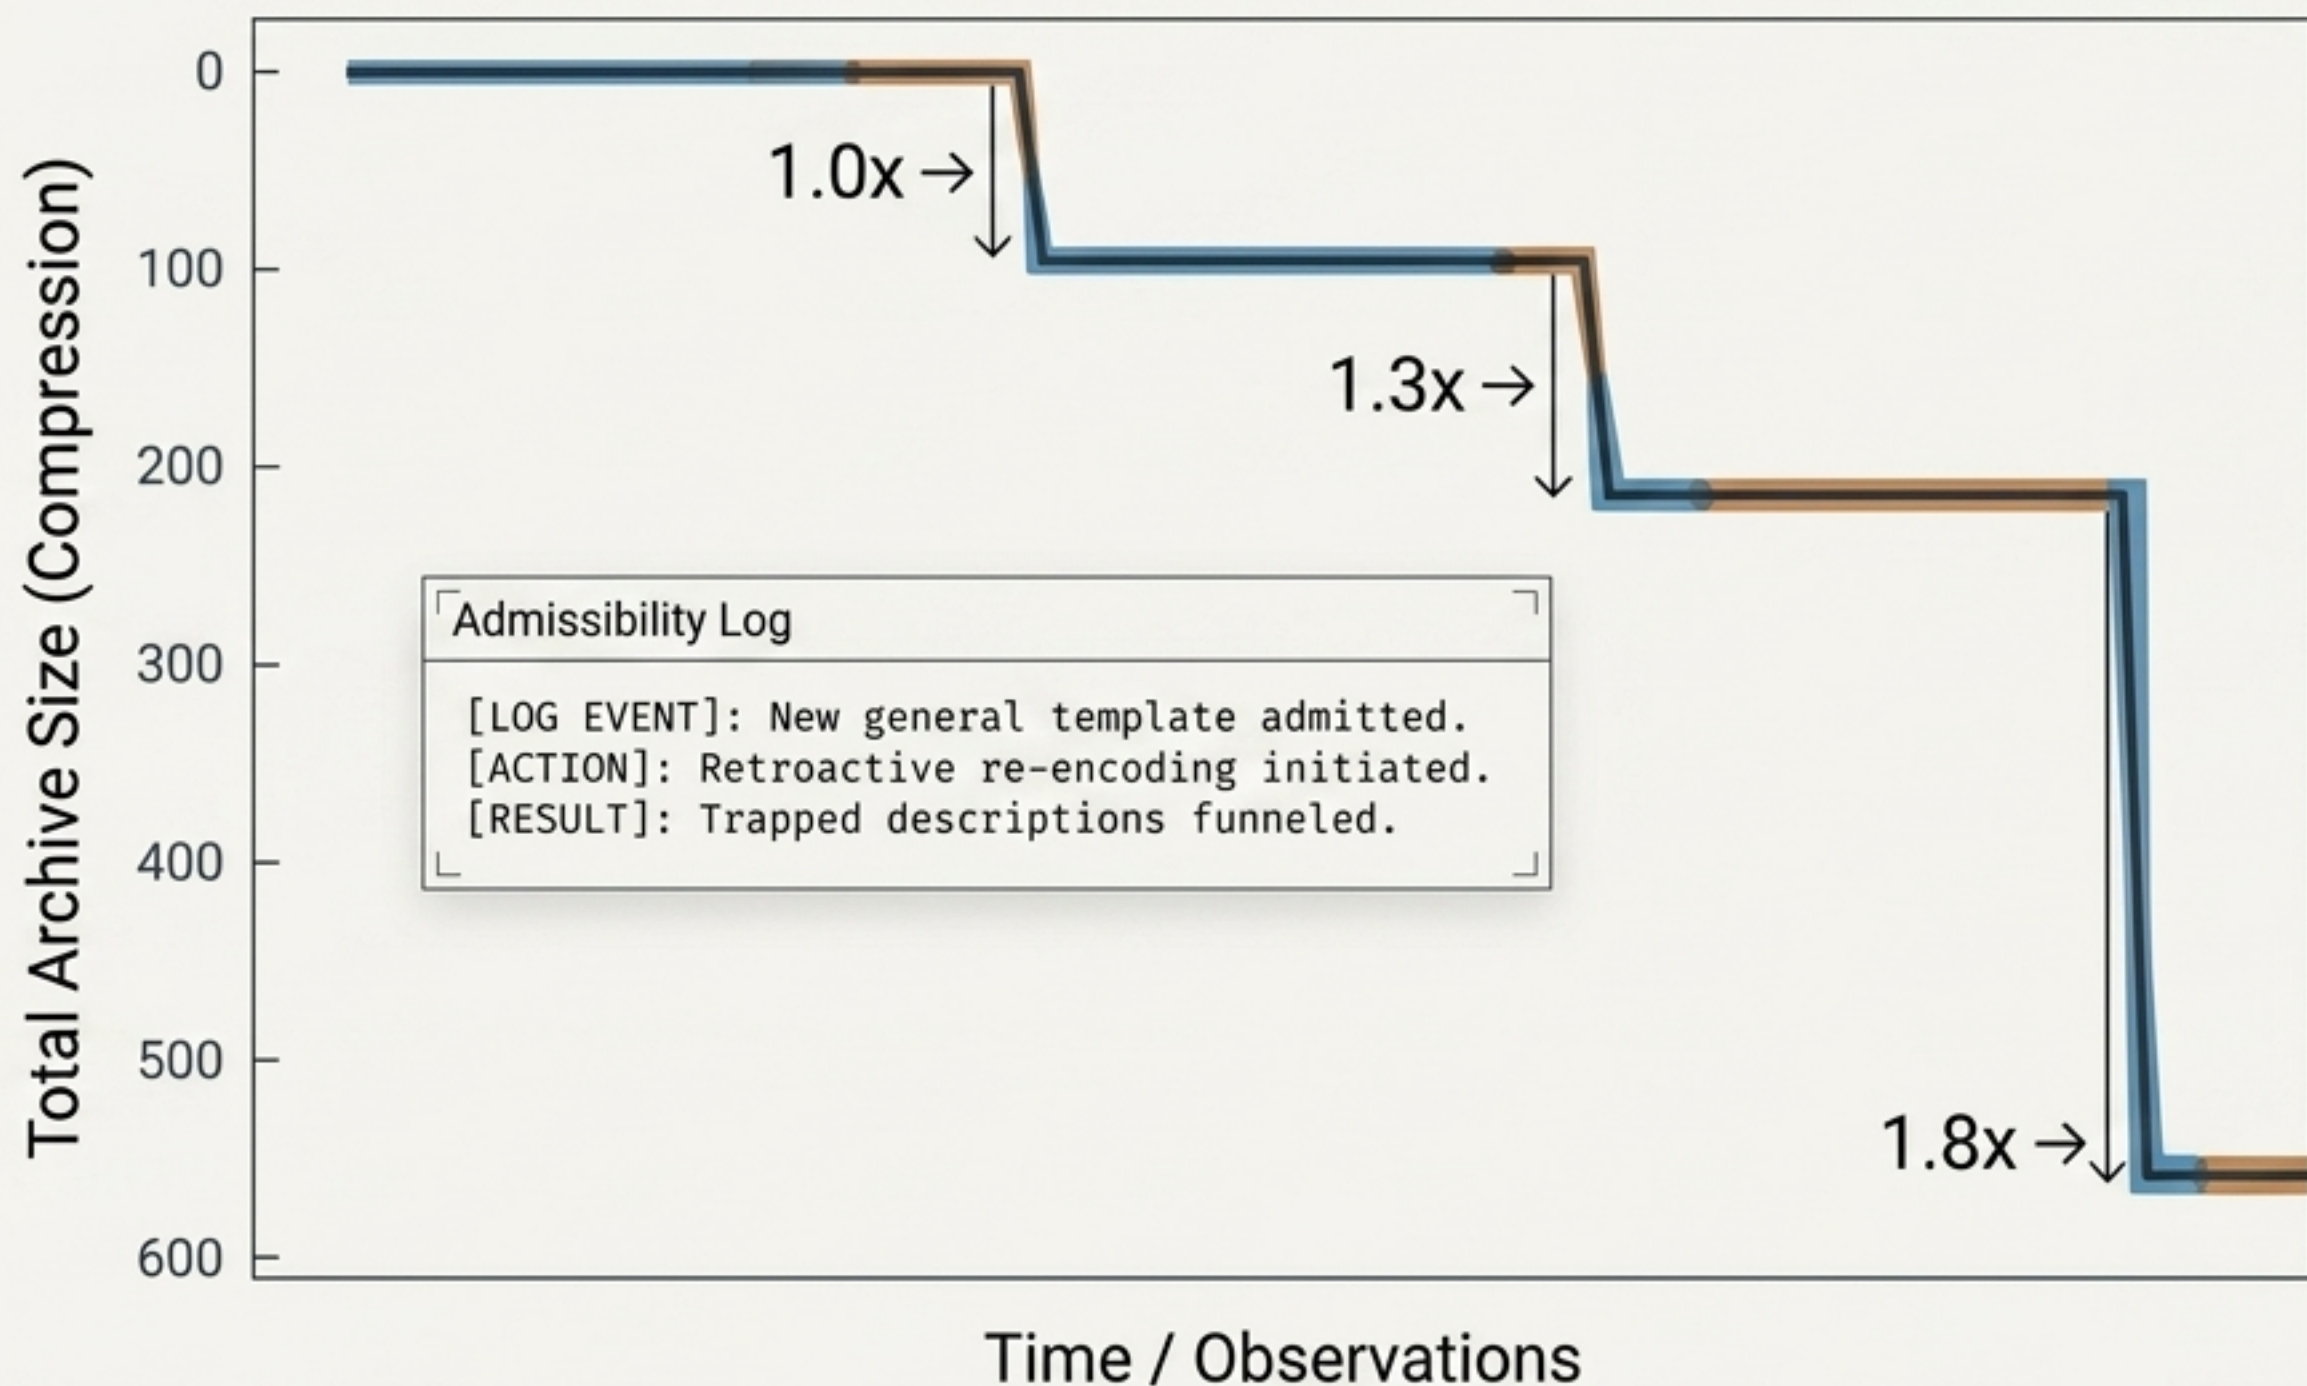 Total Archive Size (Compression)
0
100
200
300
400
500
600
1.0x →
1.3x →
1.8x →
Admissibility Log
[LOG EVENT]: New general template admitted.
[ACTION]: Retroactive re-encoding initiated.
[RESULT]: Trapped descriptions funneled.
Time / Observations